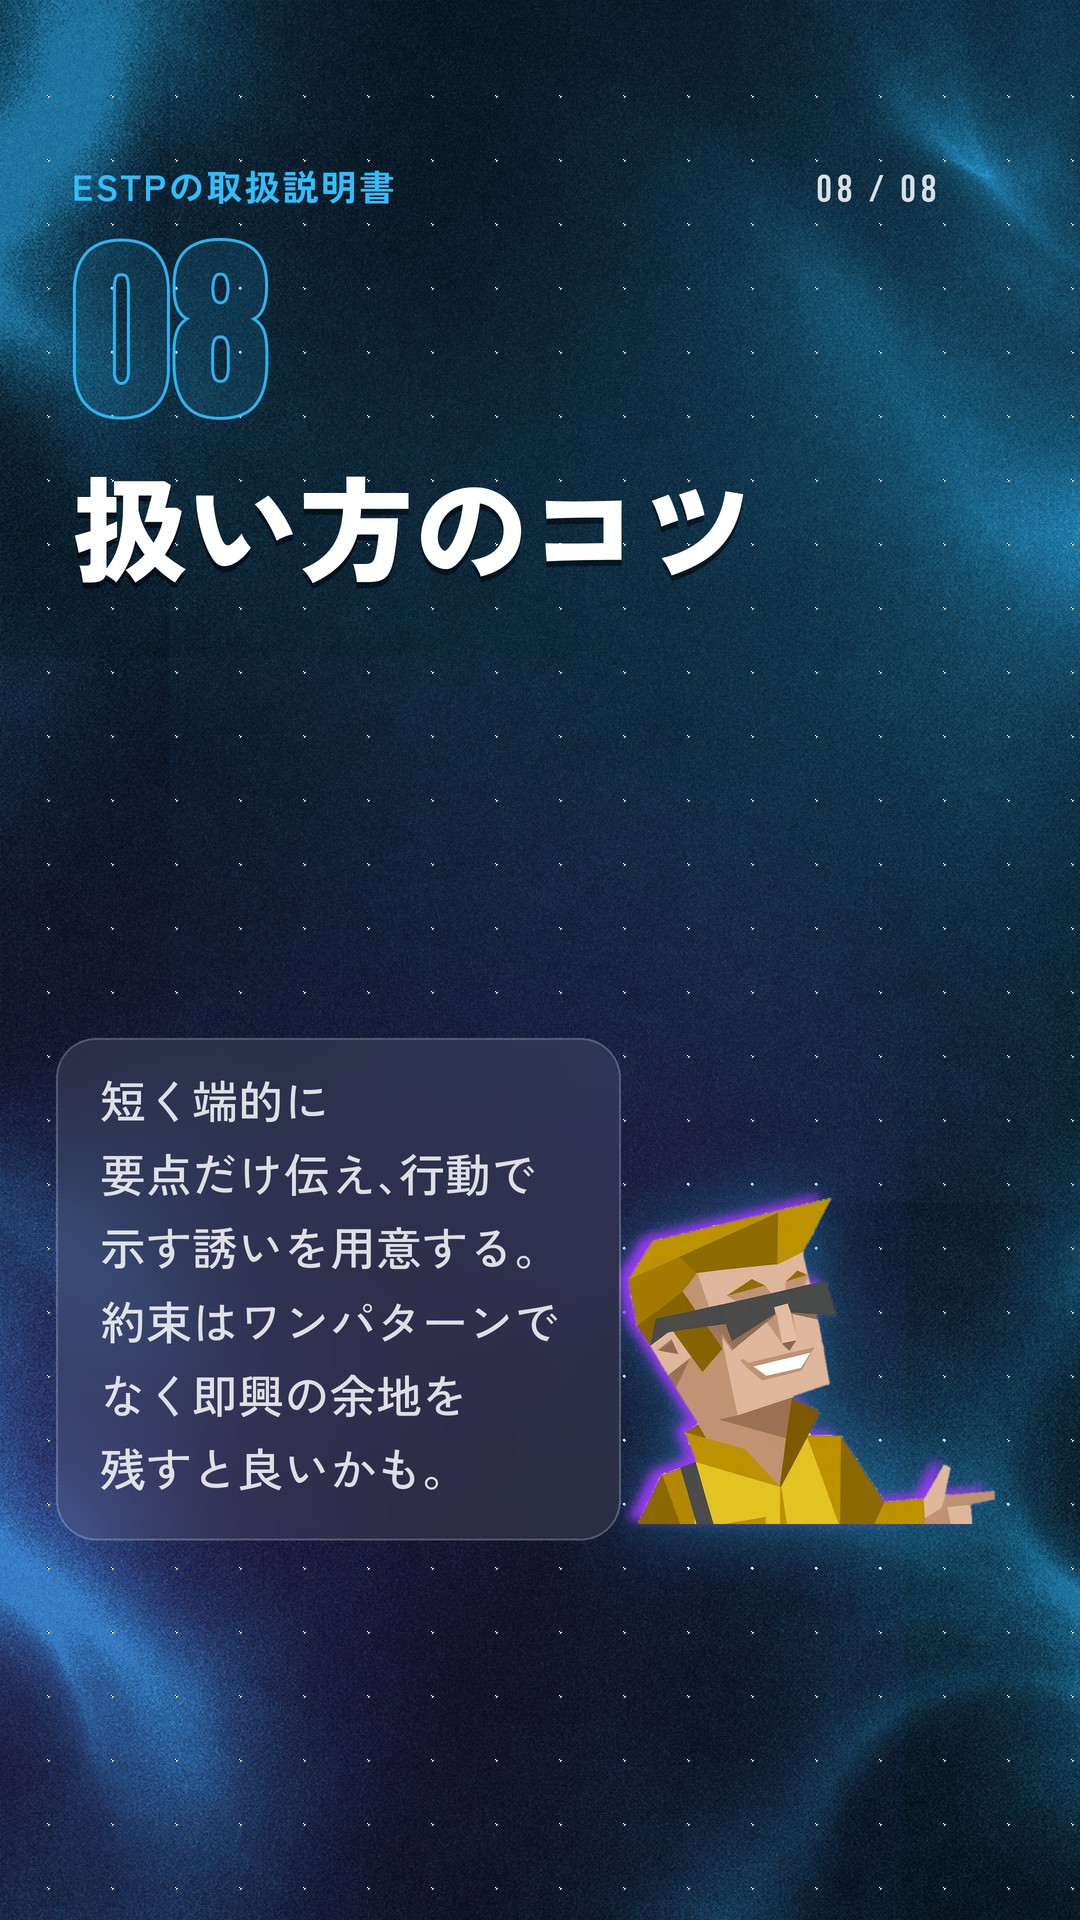 ESTPの取扱説明書
08 / 08
08
扱い方のコツ
短く端的に
要点だけ伝え、行動で
示す誘いを用意する。
約束はワンパターンで
なく即興の余地を
残すと良いかも。